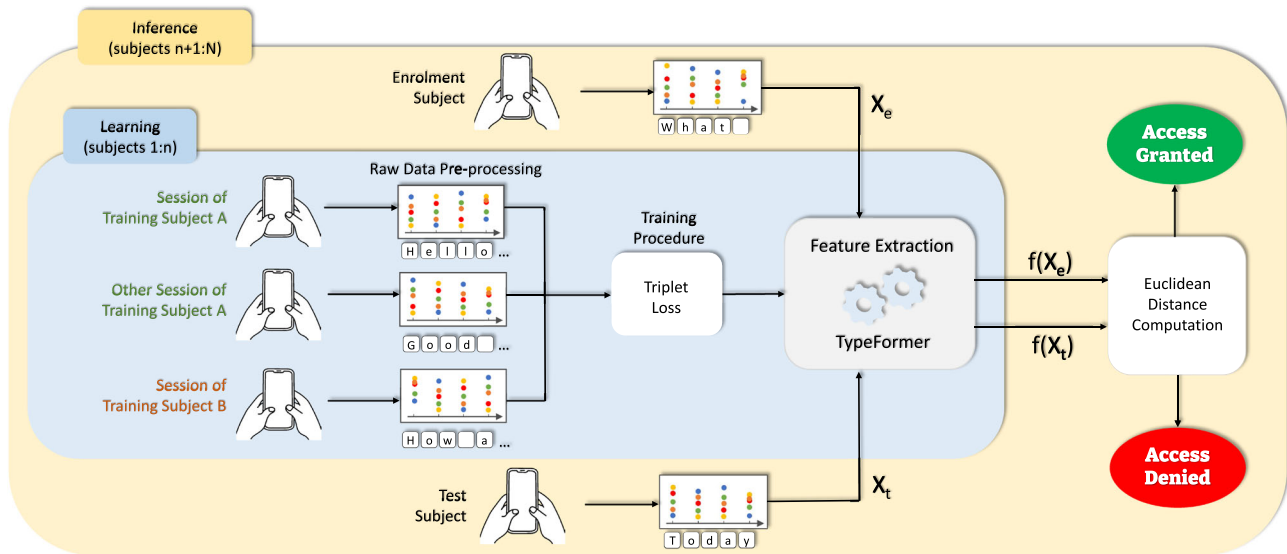 Inference
(subjects n+1:N)
Enrolment
Subject
W h a t
Xe
Learning
(subjects 1:n)
Raw Data Pre-processing
Session of
Training Subject A
H e l l o ...
Other Session of
Training Subject A
G o o d ...
Session of
Training Subject B
H o w a ...
Training
Procedure
Triplet
Loss
Feature Extraction
TypeFormer
f(Xe)
f(Xt)
Euclidean
Distance
Computation
Access
Granted
Access
Denied
Test
Subject
T o d a y
Xt